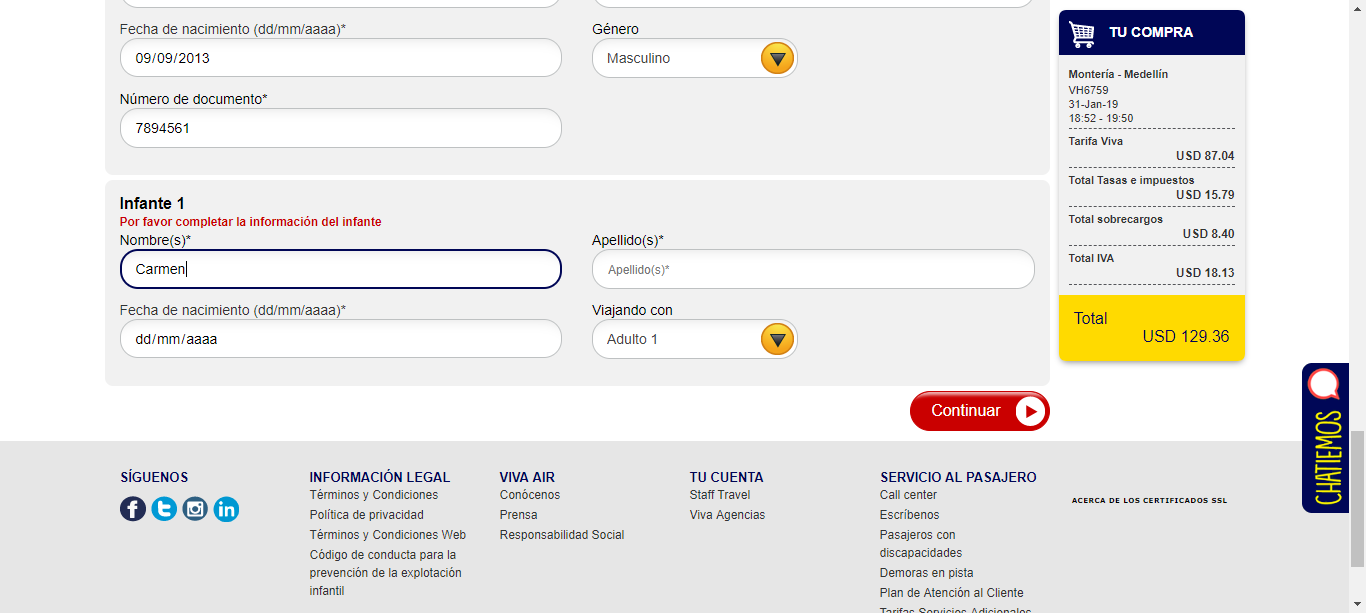 Fecha de nacimiento (dd/mm/aaaa)*
Género
09/09/2013
Masculino
Número de documento*
7894561
Infante 1
Por favor completar la información del infante
Nombre(s)*
Apellido(s)*
Carmen
Apellido(s)*
Fecha de nacimiento (dd/mm/aaaa)*
Viajando con
dd/mm/aaaa
Adulto 1
Continuar
TU COMPRA
Montería - Medellín
VH6759
31-Jan-19
18:52 - 19:50
Tarifa Viva
USD 87.04
Total Tasas e impuestos
USD 15.79
Total sobrecargos
USD 8.40
Total IVA
USD 18.13
Total
USD 129.36
CHATIEMOS
SÍGUENOS
INFORMACIÓN LEGAL
Términos y Condiciones
Política de privacidad
Términos y Condiciones Web
Código de conducta para la
prevención de la explotación
infantil
VIVA AIR
Conócenos
Prensa
Responsabilidad Social
TU CUENTA
Staff Travel
Viva Agencias
SERVICIO AL PASAJERO
Call center
Escríbenos
Pasajeros con
discapacidades
Demoras en pista
Plan de Atención al Cliente
Tarifas Servicios Adicionales
ACERCA DE LOS CERTIFICADOS SSL